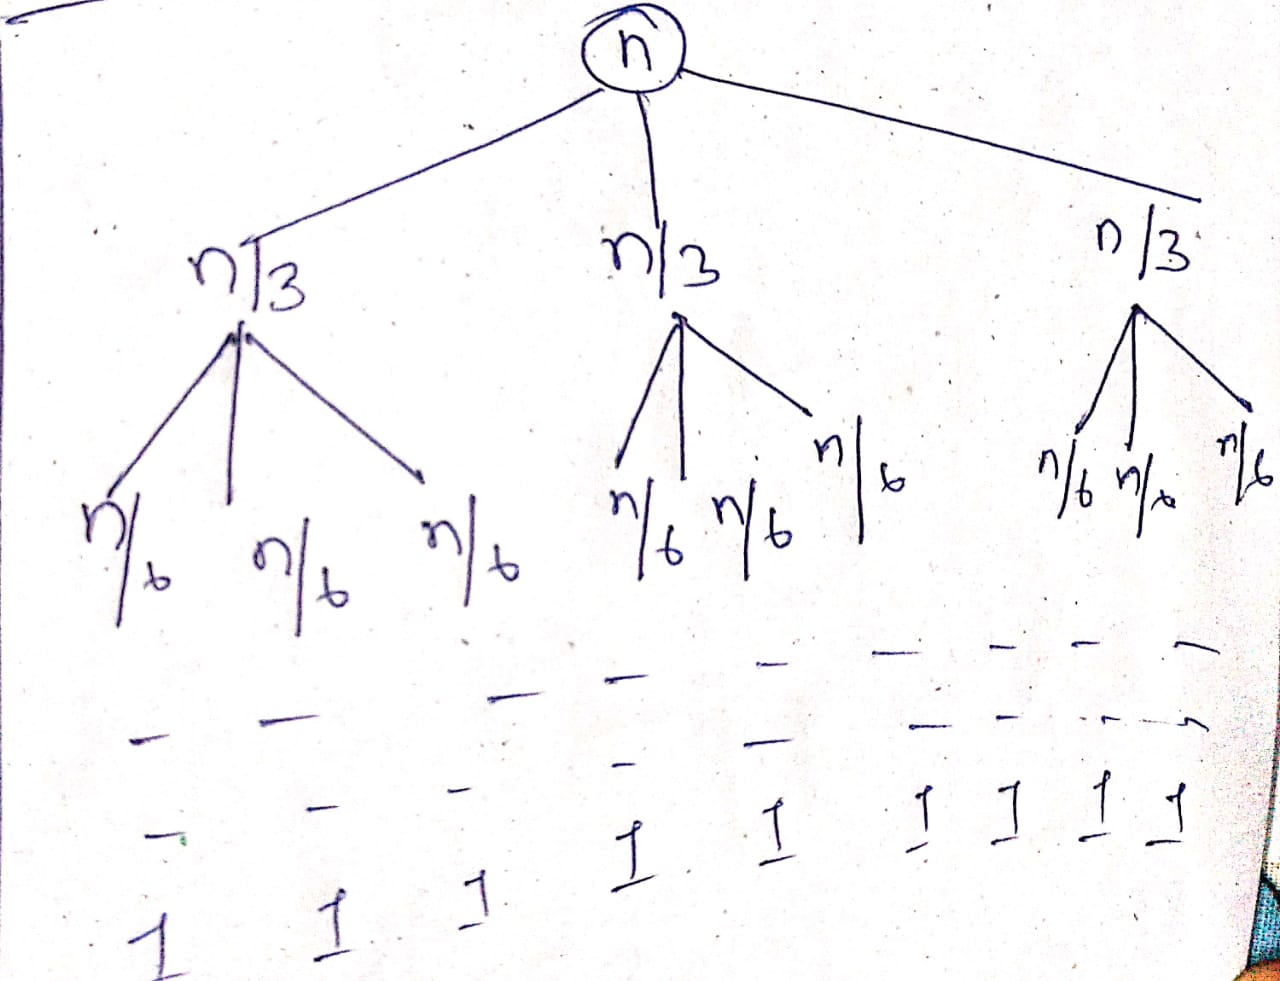 n
n/3 n/3 n/3
n/6 n/6 n/6 n/6 n/6 n/6 n/6 n/6 n/6
- - - - - - - - -
- - - - - - - - -
1 1 1 1 1 1 1 1 1